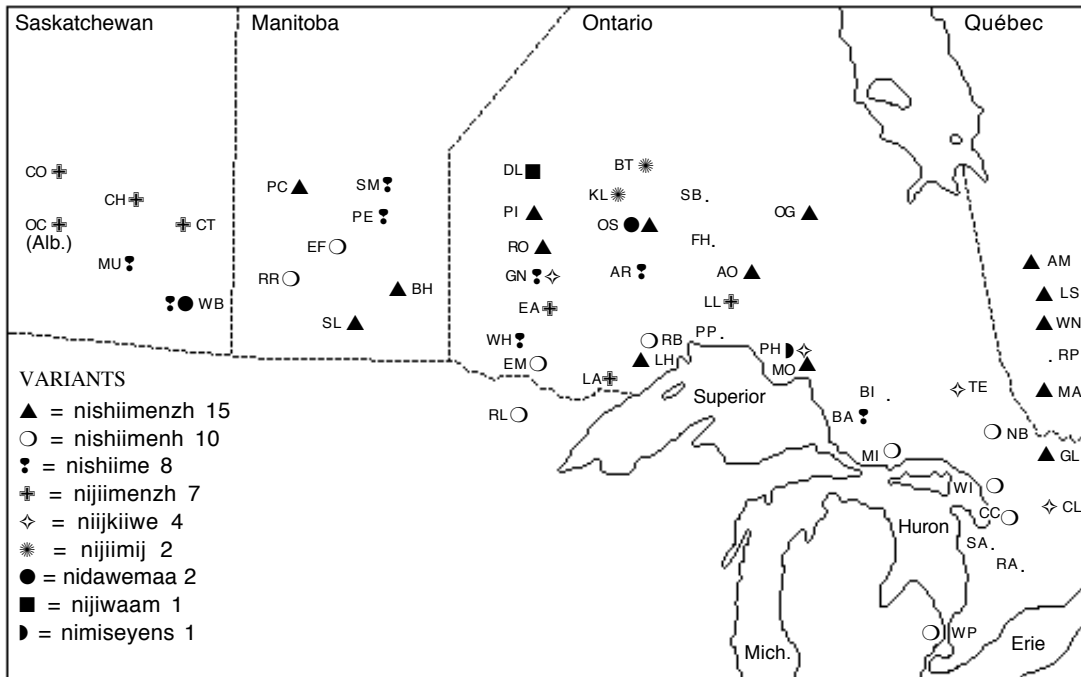 Saskatchewan Manitoba Ontario Québec
CO
CH
OC CT
(Alb.)
MU
WB
PC SM
PE
EF
RR BH
SL
DL BT
KL SB
PI OS OG
RO FH
GN AR AO
EA LL
WH RB PP
EM LH PH
MO
LA
RL
BI TE
BA
MI NB
WI
CC
SA
RA
WP
AM
LS
WN
RP
MA
GL
CL
Superior
Huron
Mich.
Erie
VARIANTS
▲ = nishiimenzh 15
○ = nishiimenh 10
❢ = nishiime 8
✙ = nijiimenzh 7
✧ = niijkiiwe 4
✺ = nijiimij 2
● = nidawemaa 2
■ = nijiwaam 1
◗ = nimiseyens 1